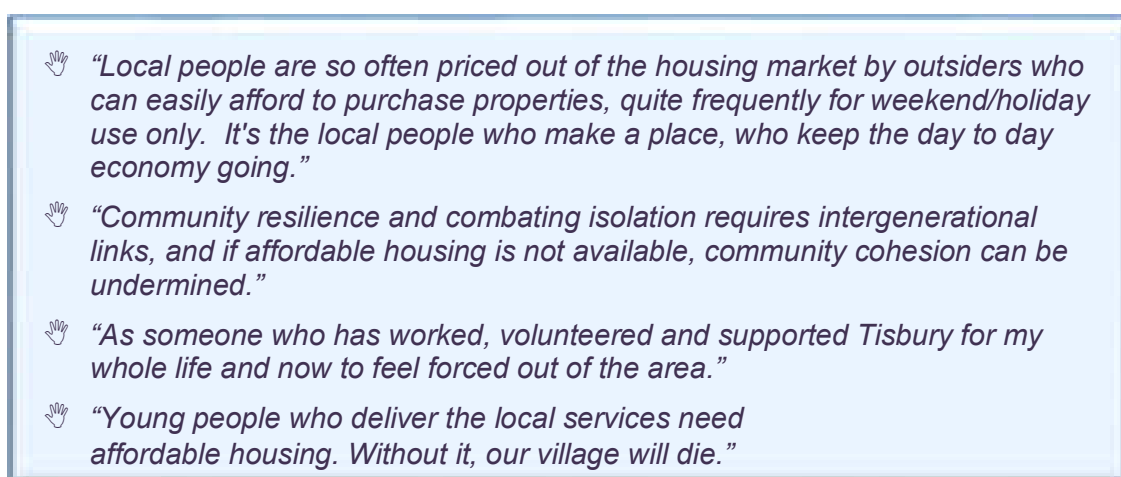 “Local people are so often priced out of the housing market by outsiders who
can easily afford to purchase properties, quite frequently for weekend/holiday
use only.  It's the local people who make a place, who keep the day to day
economy going.”
“Community resilience and combating isolation requires intergenerational
links, and if affordable housing is not available, community cohesion can be
undermined.”
“As someone who has worked, volunteered and supported Tisbury for my
whole life and now to feel forced out of the area.”
“Young people who deliver the local services need
affordable housing. Without it, our village will die.”